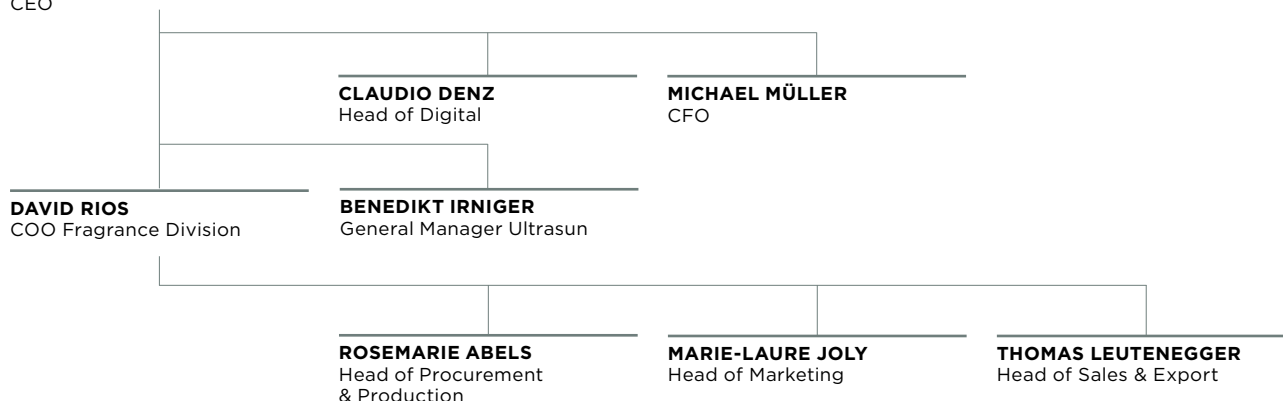 CEO
CLAUDIO DENZ
Head of Digital
MICHAEL MÜLLER
CFO
DAVID RIOS
COO Fragrance Division
BENEDIKT IRNIGER
General Manager Ultrasun
ROSEMARIE ABELS
Head of Procurement
& Production
MARIE-LAURE JOLY
Head of Marketing
THOMAS LEUTENEGGER
Head of Sales & Export